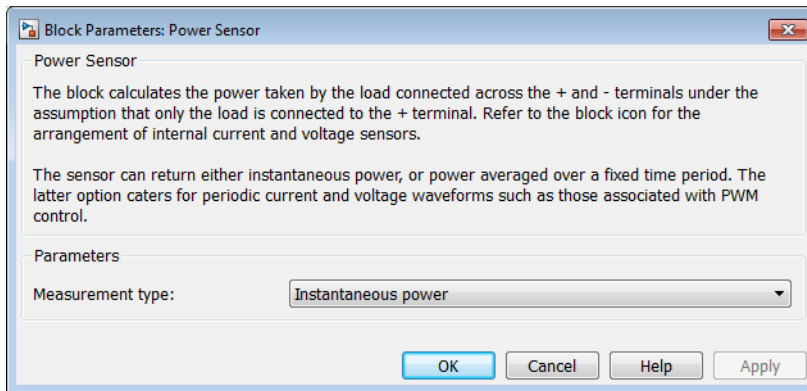 Block Parameters: Power Sensor
Power Sensor
The block calculates the power taken by the load connected across the + and - terminals under the
assumption that only the load is connected to the + terminal. Refer to the block icon for the
arrangement of internal current and voltage sensors.
The sensor can return either instantaneous power, or power averaged over a fixed time period. The
latter option caters for periodic current and voltage waveforms such as those associated with PWM
control.
Parameters
Measurement type: Instantaneous power
OK Cancel Help Apply